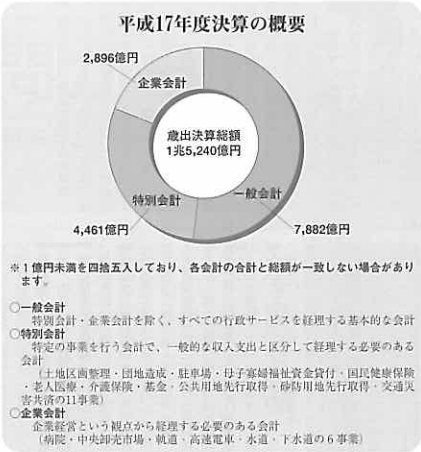 平成17年度決算の概要
2,896億円
企業会計
歳出決算総額
1兆5,240億円
特別会計
一般会計
4,461億円
7,882億円
※１億円未満を四捨五入しており、各会計の合計と総額が一致しない場合があり
ます。
○一般会計
特別会計・企業会計を除く、すべての行政サービスを経理する基本的な会計
○特別会計
特定の事業を行う会計で、一般的な収入支出と区分して経理する必要のある
会計
（土地区画整理・団地造成・駐車場・母子寡婦福祉資金貸付・国民健康保険
・老人医療・介護保険・基金・公共用地先行取得・砂防用地先行取得・交通災
害共済の11事業）
○企業会計
企業経営という観点から経理する必要のある会計
（病院・中央卸売市場・軌道・高速電車・水道・下水道の６事業）